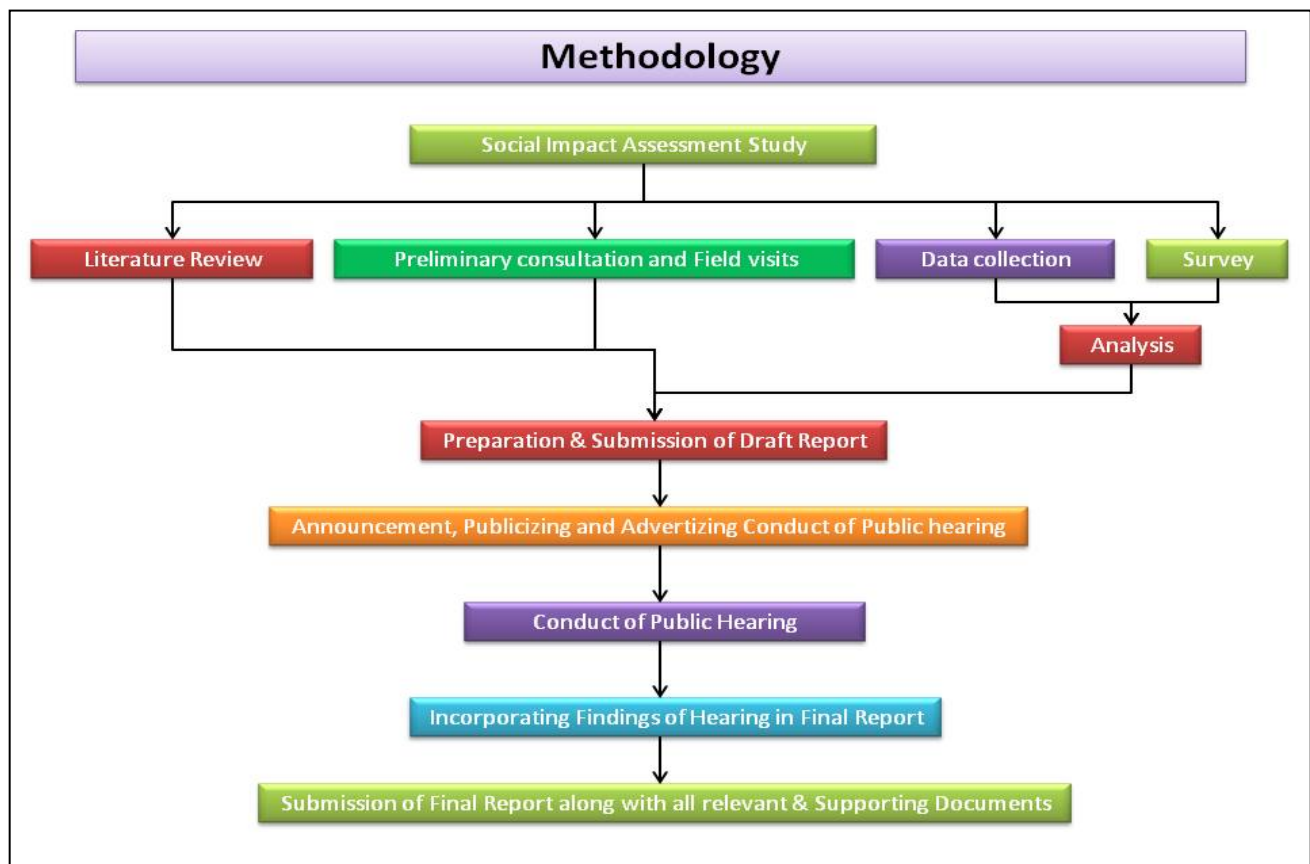 Methodology
Social Impact Assessment Study
Literature Review
Preliminary consultation and Field visits
Data collection
Survey
Analysis
Preparation & Submission of Draft Report
Announcement, Publicizing and Advertizing Conduct of Public hearing
Conduct of Public Hearing
Incorporating Findings of Hearing in Final Report
Submission of Final Report along with all relevant & Supporting Documents